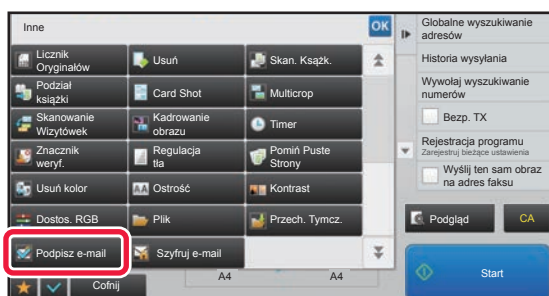 Inne
OK
Licznik
Oryginałów
Usuń
Skan. Książk.
Podział
książki
Card Shot
Multicrop
Skanowanie
Wizytówek
Kadrowanie
obrazu
Timer
Znacznik
weryf.
Regulacja
tła
Pomiń Puste
Strony
Usuń kolor
AA Ostrość
Kontrast
Dostos. RGB
Plik
Przech. Tymcz.
Podpisz e-mail
Szyfruj e-mail
Cofnij
A4
A4
Globalne wyszukiwanie
adresów
Historia wysyłania
Wywołaj wyszukiwanie
numerów
Bezp. TX
Rejestracja programu
Zarejestruj bieżące ustawienia
Wyślij ten sam obraz
na adres faksu
Podgląd
CA
Start